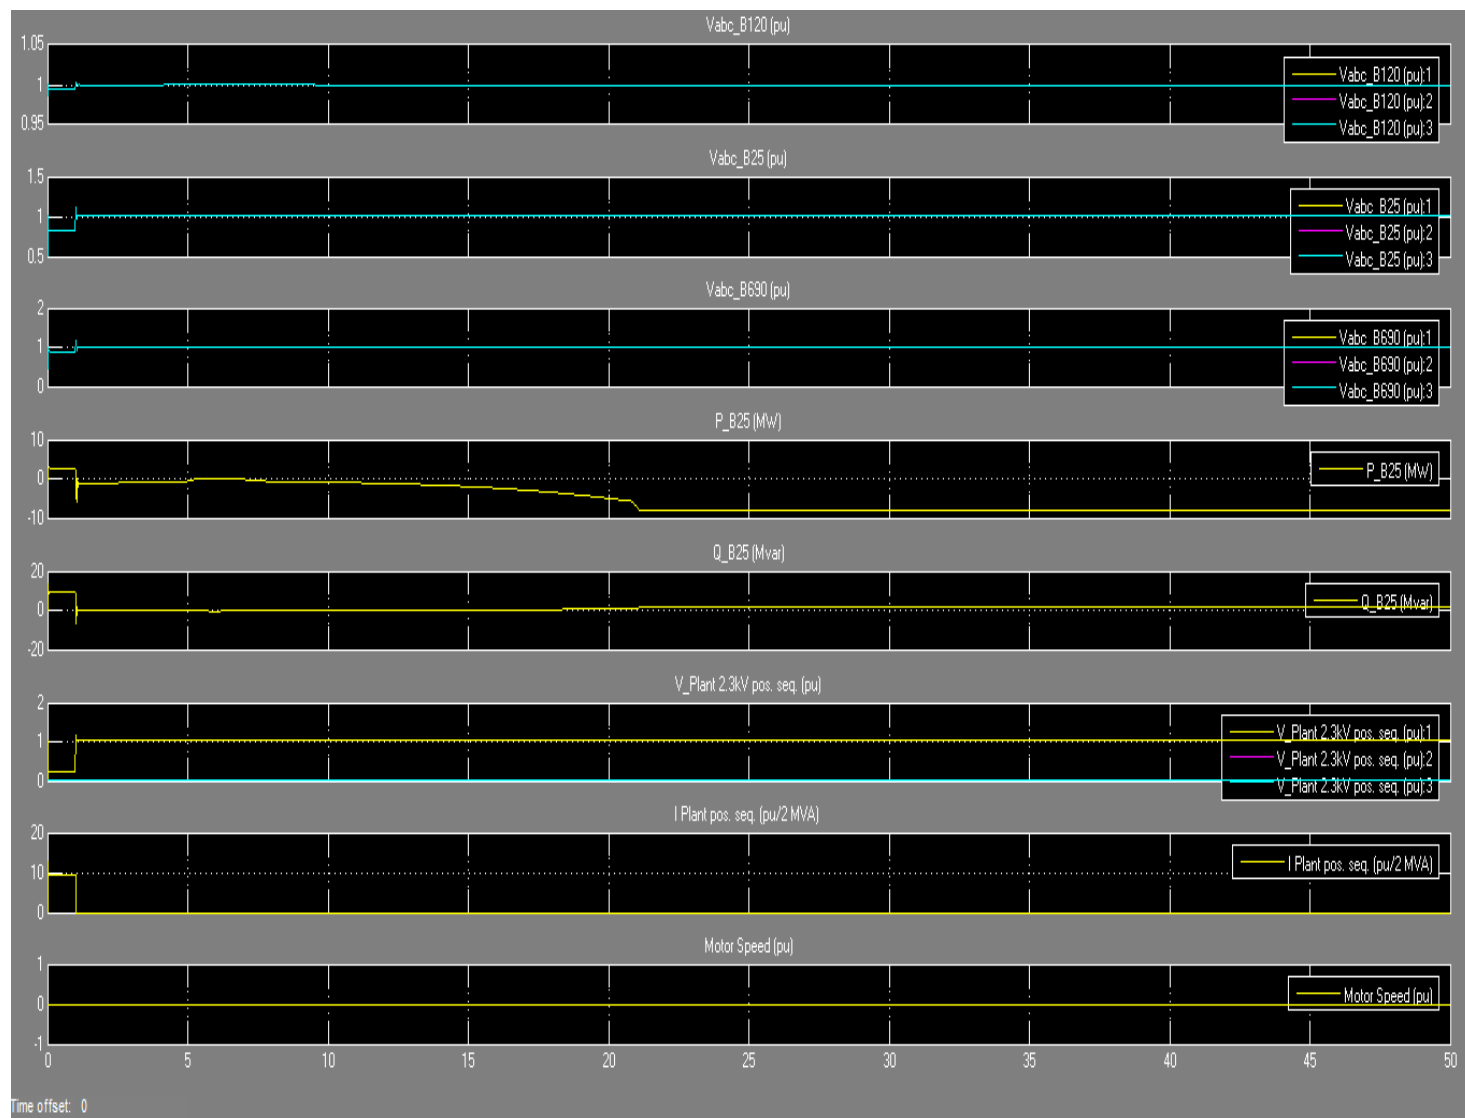 Vabc_B120 (pu)
1.05
1
0.95
Vabc_B120 (pu):1
Vabc_B120 (pu):2
Vabc_B120 (pu):3
Vabc_B25 (pu)
1.5
1
0.5
Vabc_B25 (pu):1
Vabc_B25 (pu):2
Vabc_B25 (pu):3
Vabc_B690 (pu)
2
1
0
Vabc_B690 (pu):1
Vabc_B690 (pu):2
Vabc_B690 (pu):3
P_B25 (MW)
10
0
-10
P_B25 (MW)
Q_B25 (Mvar)
20
0
-20
Q_B25 (Mvar)
V_Plant 2.3kV pos. seq. (pu)
2
1
0
V_Plant 2.3kV pos. seq. (pu):1
V_Plant 2.3kV pos. seq. (pu):2
V_Plant 2.3kV pos. seq. (pu):3
I Plant pos. seq. (pu/2 MVA)
20
10
0
I Plant pos. seq. (pu/2 MVA)
Motor Speed (pu)
1
0
-1
Motor Speed (pu)
0 5 10 15 20 25 30 35 40 45 50
Time offset: 0